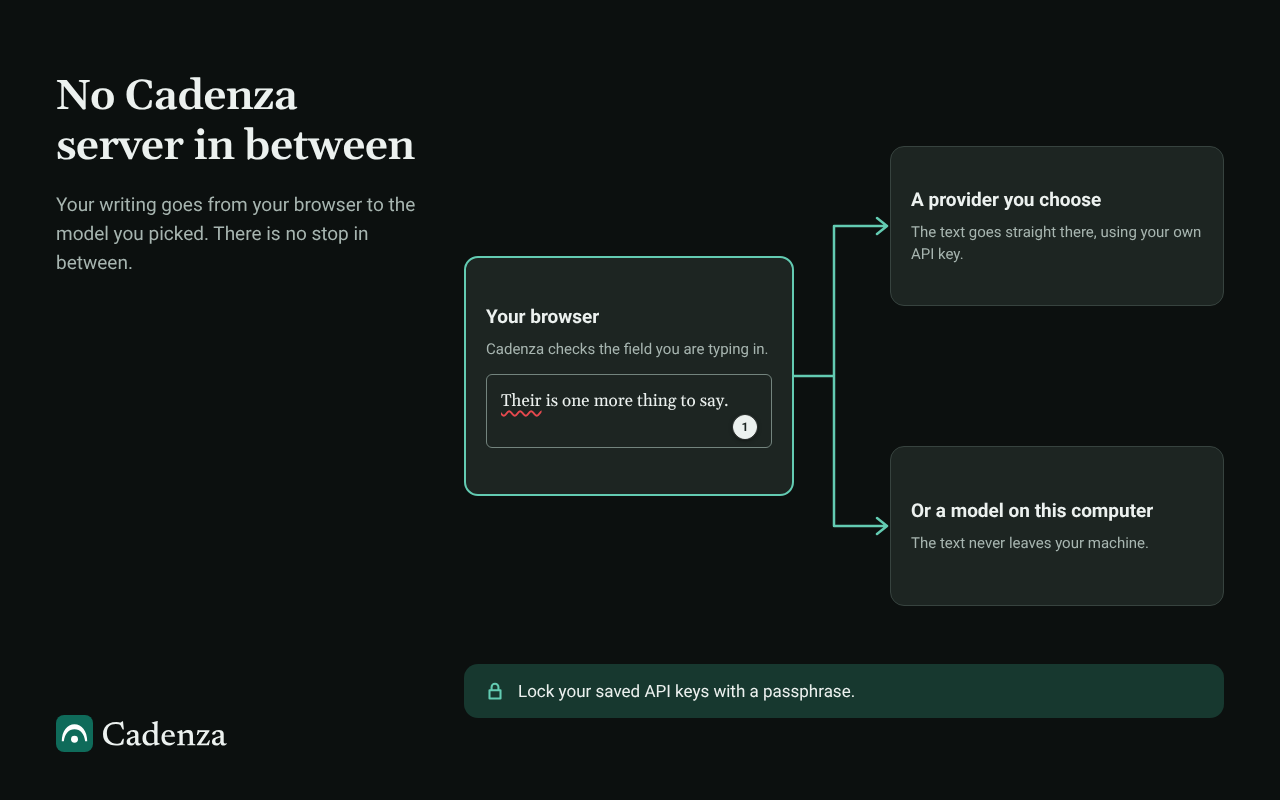 No Cadenza
server in between
Your writing goes from your browser to the
model you picked. There is no stop in
between.
Your browser
Cadenza checks the field you are typing in.
Their is one more thing to say.
1
A provider you choose
The text goes straight there, using your own
API key.
Or a model on this computer
The text never leaves your machine.
Lock your saved API keys with a passphrase.
Cadenza